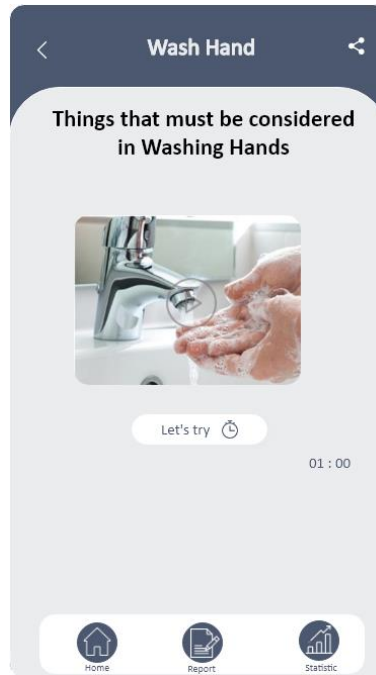 Wash Hand
Things that must be considered
in Washing Hands
Let's try
01 : 00
Home
Report
Statistic